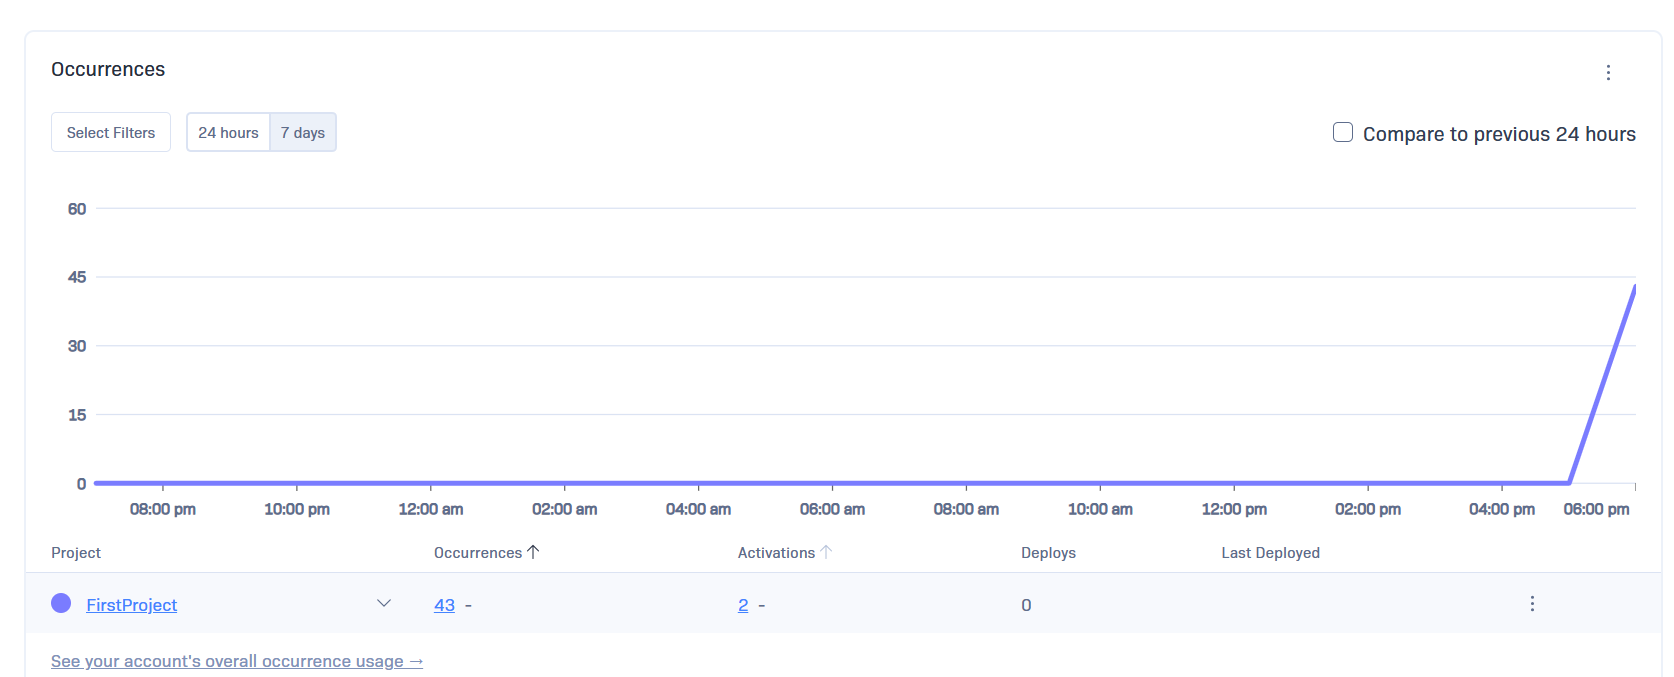 Occurrences
Select Filters 24 hours 7 days
Compare to previous 24 hours
60
45
30
15
0
08:00 pm 10:00 pm 12:00 am 02:00 am 04:00 am 06:00 am 08:00 am 10:00 am 12:00 pm 02:00 pm 04:00 pm 06:00 pm
Project Occurrences ↑ Activations ↑ Deploys Last Deployed
FirstProject 43 - 2 - 0
See your account's overall occurrence usage →